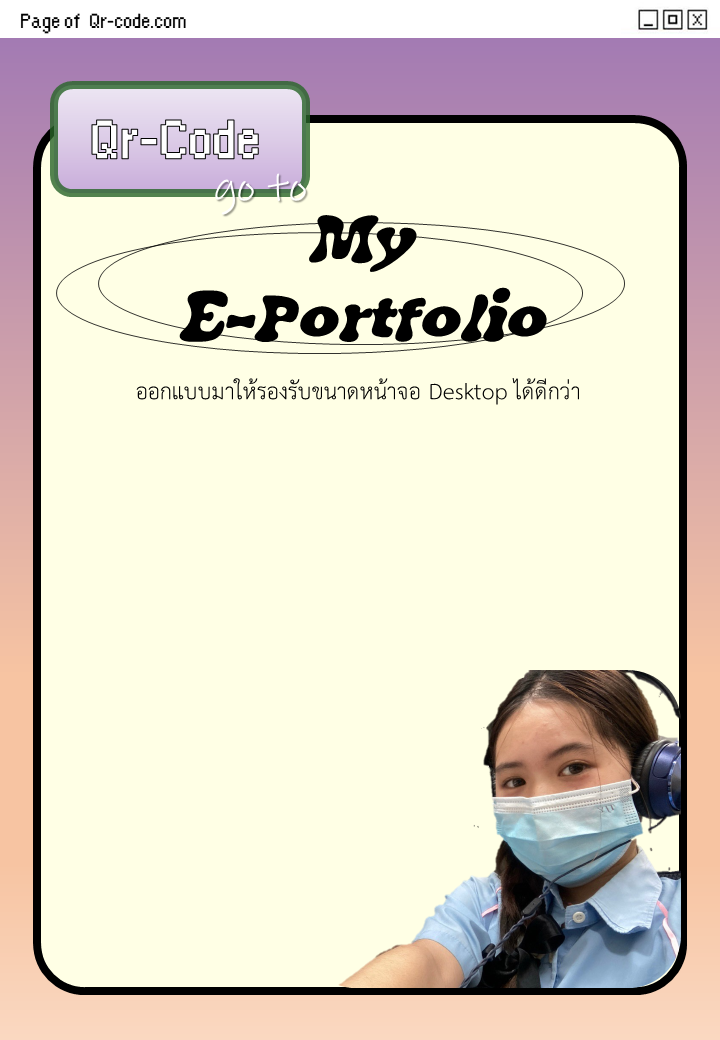 Page of Qr-code.com
Qr-Code
go to
My
E-Portfolio
ออกแบบมาให้รองรับขนาดหน้าจอ Desktop ได้ดีกว่า